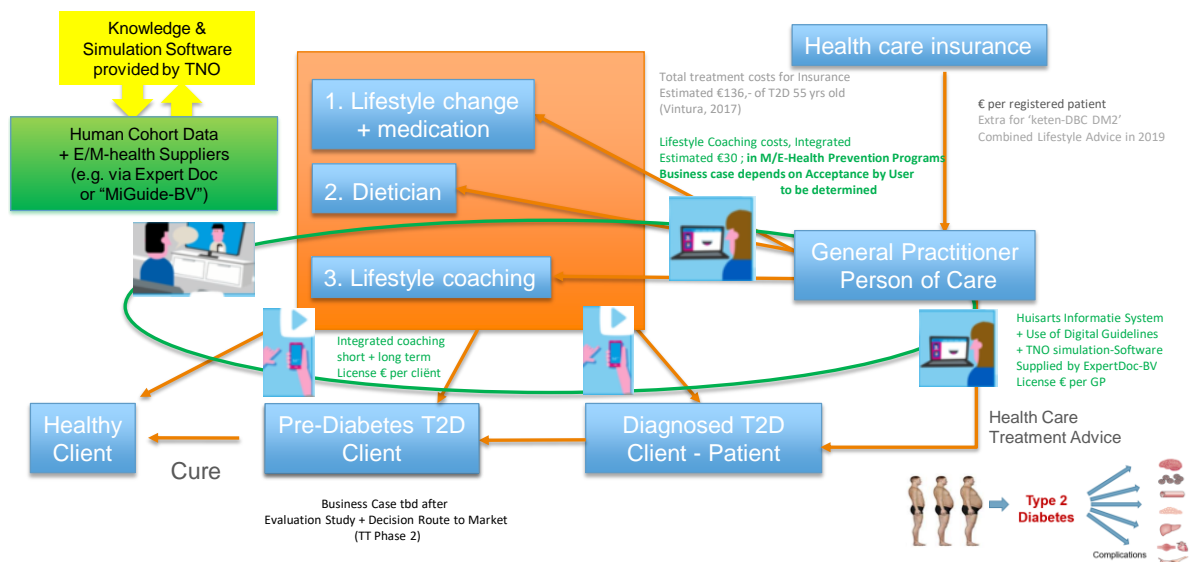 Knowledge &
Simulation Software
provided by TNO
Human Cohort Data
+ E/M-health Suppliers
(e.g. via Expert Doc
or “MiGuide-BV”)
1. Lifestyle change
+ medication
2. Dietician
3. Lifestyle coaching
Health care insurance
Total treatment costs for Insurance
Estimated €136,- of T2D 55 yrs old
(Vintura, 2017)
€ per registered patient
Extra for ‘keten-DBC DM2’
Combined Lifestyle Advice in 2019
Lifestyle Coaching costs, Integrated
Estimated €30 ; in M/E-Health Prevention Programs
Business case depends on Acceptance by User
to be determined
General Practitioner
Person of Care
Integrated coaching
short + long term
License € per cliënt
Huisarts Informatie System
+ Use of Digital Guidelines
+ TNO simulation-Software
Supplied by ExpertDoc-BV
License € per GP
Healthy
Client
Cure
Pre-Diabetes T2D
Client
Diagnosed T2D
Client - Patient
Health Care
Treatment Advice
Business Case tbd after
Evaluation Study + Decision Route to Market
(TT Phase 2)
Type 2
Diabetes
Complications